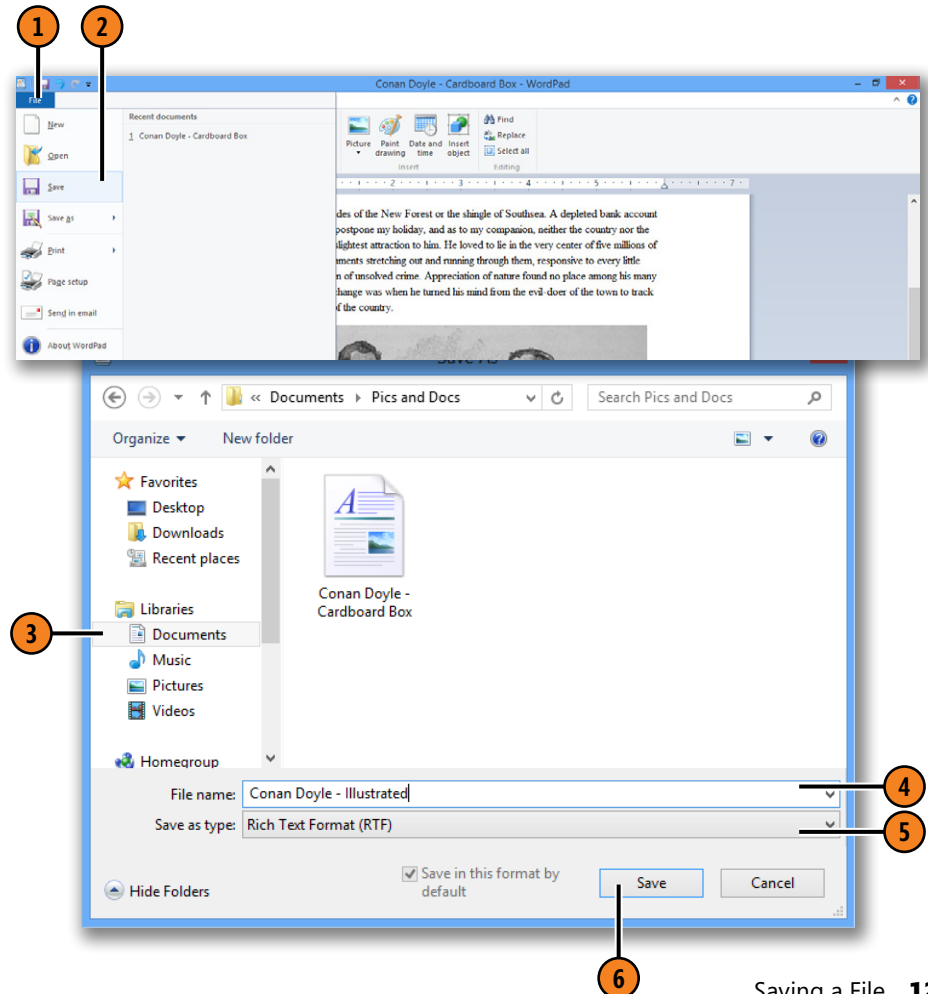 1 2
Conan Doyle - Cardboard Box - WordPad
File
New
Open
Save
Save as
Print
Page setup
Send in email
About WordPad
Recent documents
1 Conan Doyle - Cardboard Box
Picture
Paint drawing
Date and time
Insert object
Insert
Find
Replace
Select all
Editing
2 3 4 5 6 7
des of the New Forest or the shingle of Southsea. A depleted bank account
postpone my holiday, and as to my companion, neither the country nor the
slightest attraction to him. He loved to lie in the very center of five millions of
ments stretching out and running through them, responsive to every little
n of unsolved crime. Appreciation of nature found no place among his many
hange was when he turned his mind from the evil-doer of the town to track
of the country.
« Documents Pics and Docs
Search Pics and Docs
Organize New folder
Favorites
Desktop
Downloads
Recent places
Libraries
3
Documents
Music
Pictures
Videos
Homegroup
Conan Doyle -
Cardboard Box
File name: Conan Doyle - Illustrated
4
Save as type: Rich Text Format (RTF)
5
Hide Folders
Save in this format by
default
Save
Cancel
6
Saving a File